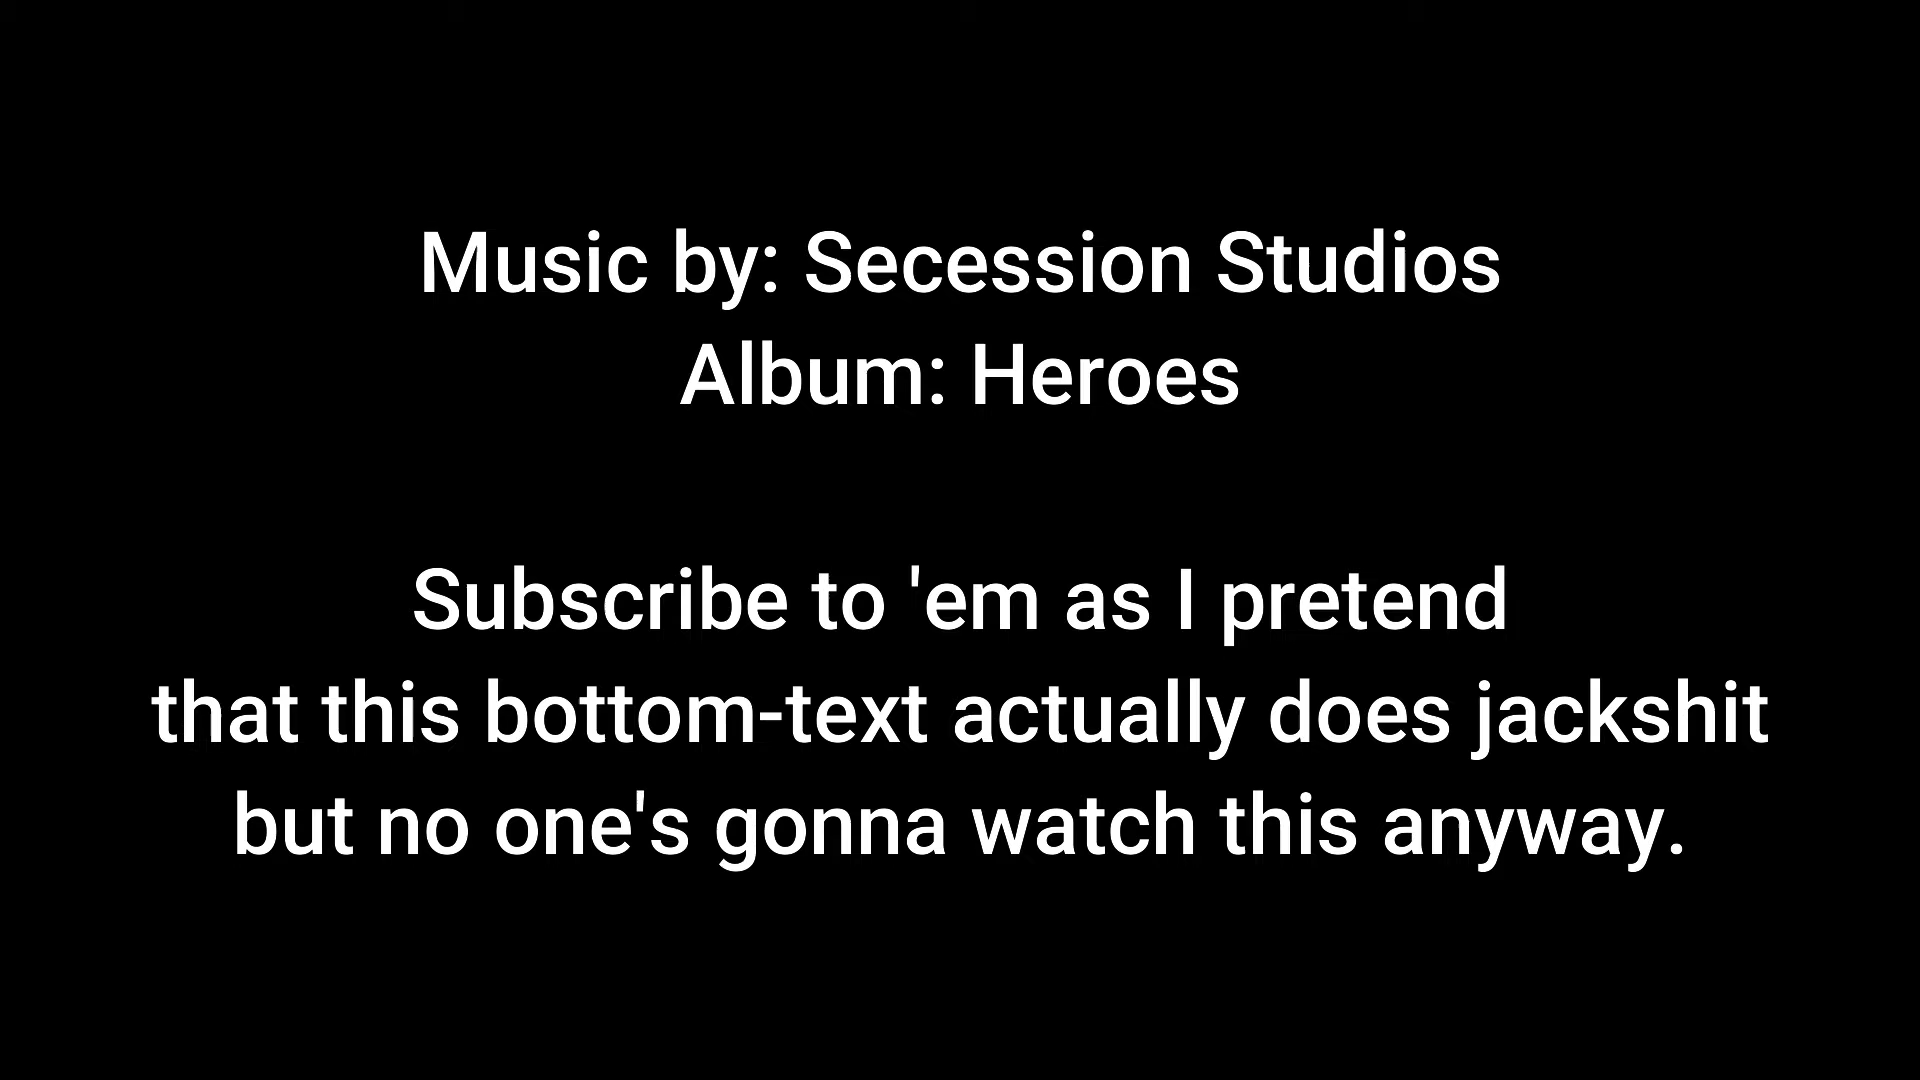 Music by: Secession Studios
Album: Heroes
Subscribe to 'em as I pretend
that this bottom-text actually does jackshit
but no one's gonna watch this anyway.